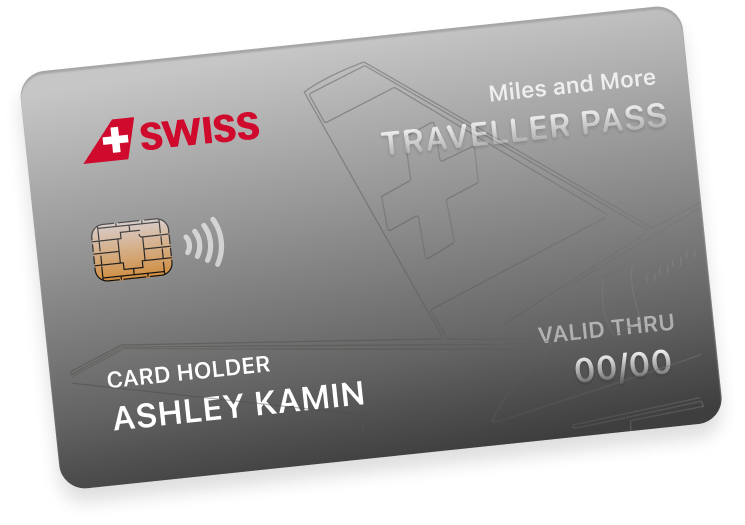 SWISS
Miles and More
TRAVELLER PASS
VALID THRU
00/00
CARD HOLDER
ASHLEY KAMIN